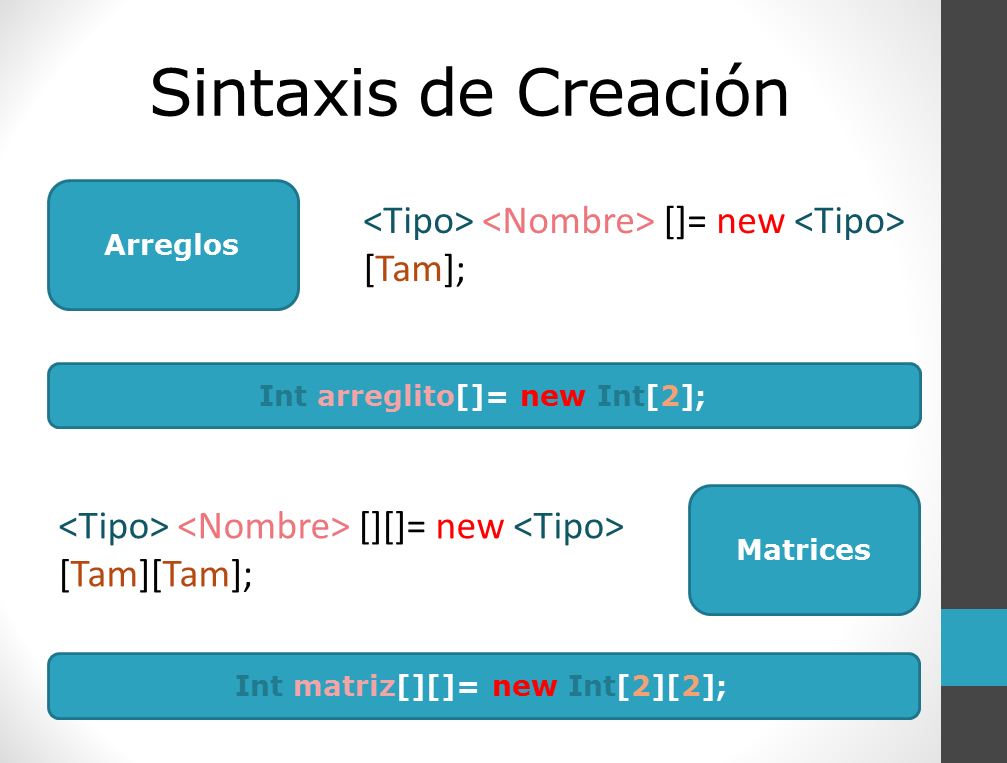 Sintaxis de Creación
Arreglos
<Tipo> <Nombre> []= new <Tipo>
[Tam];
Int arreglito[]= new Int[2];
<Tipo> <Nombre> [][]= new <Tipo>
[Tam][Tam];
Matrices
Int matriz[][]= new Int[2][2];